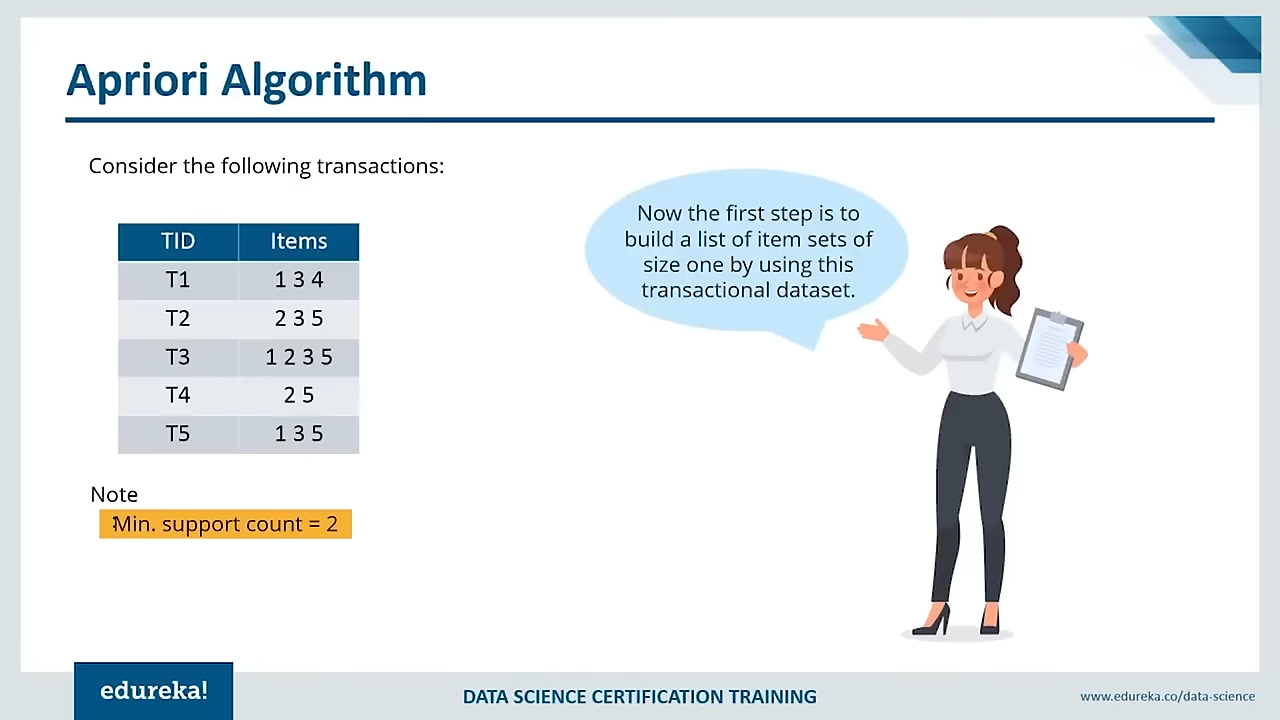 Apriori Algorithm
Consider the following transactions:
Now the first step is to
build a list of item sets of
size one by using this
transactional dataset.
TID Items
T1 1 3 4
T2 2 3 5
T3 1 2 3 5
T4 2 5
T5 1 3 5
Note
:Min. support count = 2
edureka!
DATA SCIENCE CERTIFICATION TRAINING
www.edureka.co/data-science